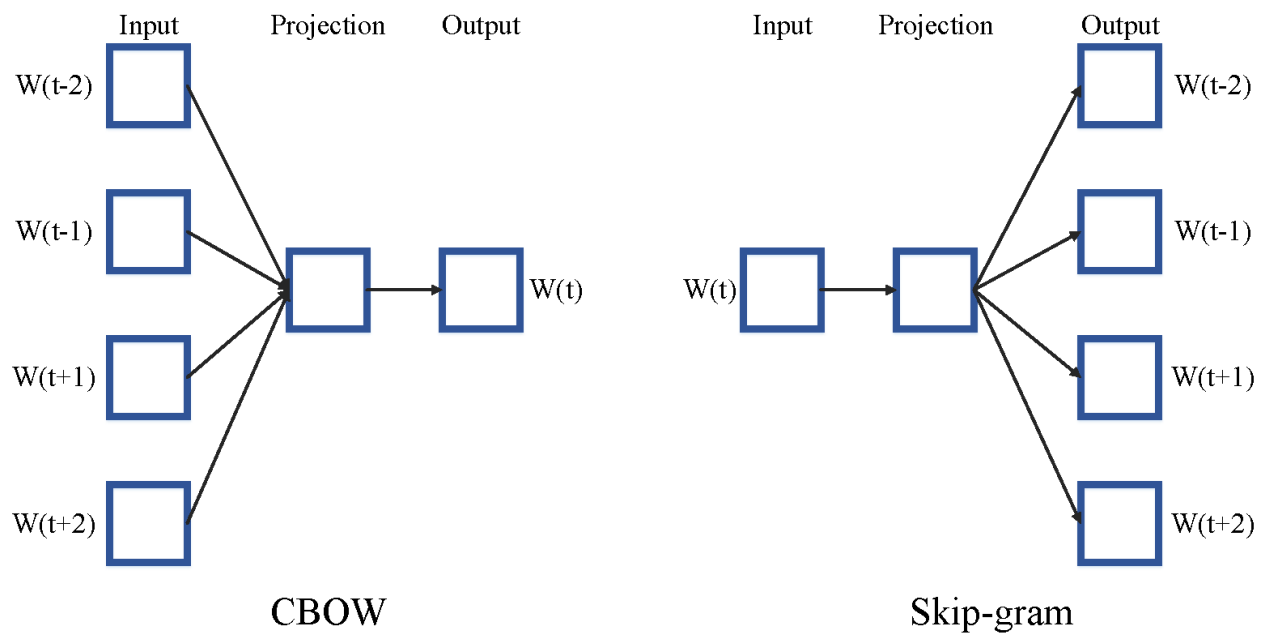 Input Projection Output
W(t-2)
W(t-1)
W(t)
W(t+1)
W(t+2)
CBOW
Input Projection Output
W(t-2)
W(t-1)
W(t)
W(t+1)
W(t+2)
Skip-gram